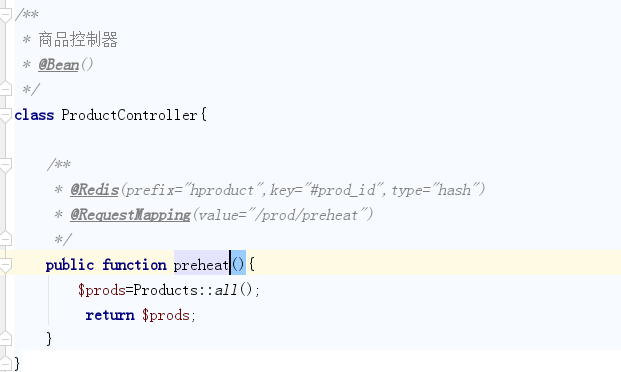 /**
 * 商品控制器
 * @Bean()
 */
class ProductController{
    /**
     * @Redis(prefix="hproduct",key="#prod_id",type="hash")
     * @RequestMapping(value="/prod/preheat")
     */
    public function preheat(){
        $prods=Products::all();
         return $prods;
    }
}